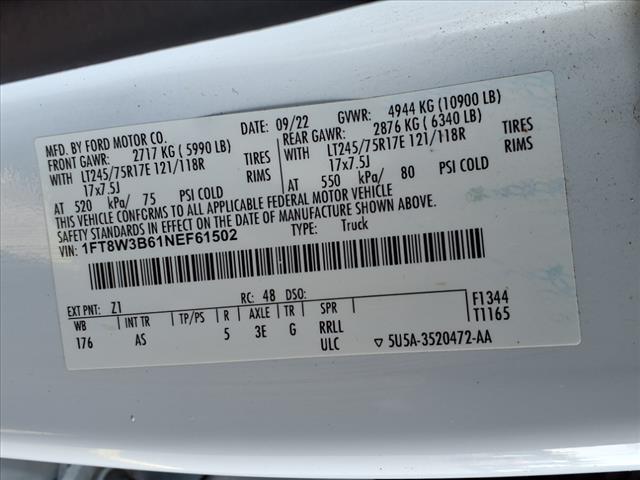 MFD. BY FORD MOTOR CO. DATE: 09/22 GVWR: 4944 KG (10900 LB)
FRONT GAWR: 2717 KG ( 5990 LB) REAR GAWR: 2876 KG ( 6340 LB)
WITH LT245/75R17E 121/118R TIRES WITH LT245/75R17E 121/118R TIRES
17x7.5J RIMS 17x7.5J RIMS
AT 520 kPa/ 75 PSI COLD AT 550 kPa/ 80 PSI COLD
THIS VEHICLE CONFORMS TO ALL APPLICABLE FEDERAL MOTOR VEHICLE
SAFETY STANDARDS IN EFFECT ON THE DATE OF MANUFACTURE SHOWN ABOVE.
VIN: 1FT8W3B61NEF61502 TYPE: Truck
EXT PNT: Z1 RC: 48 DSO: F1344
WB INT TR TP/PS R AXLE TR SPR T1165
176 AS 5 3E G RRLL
ULC ▽ 5U5A-3520472-AA